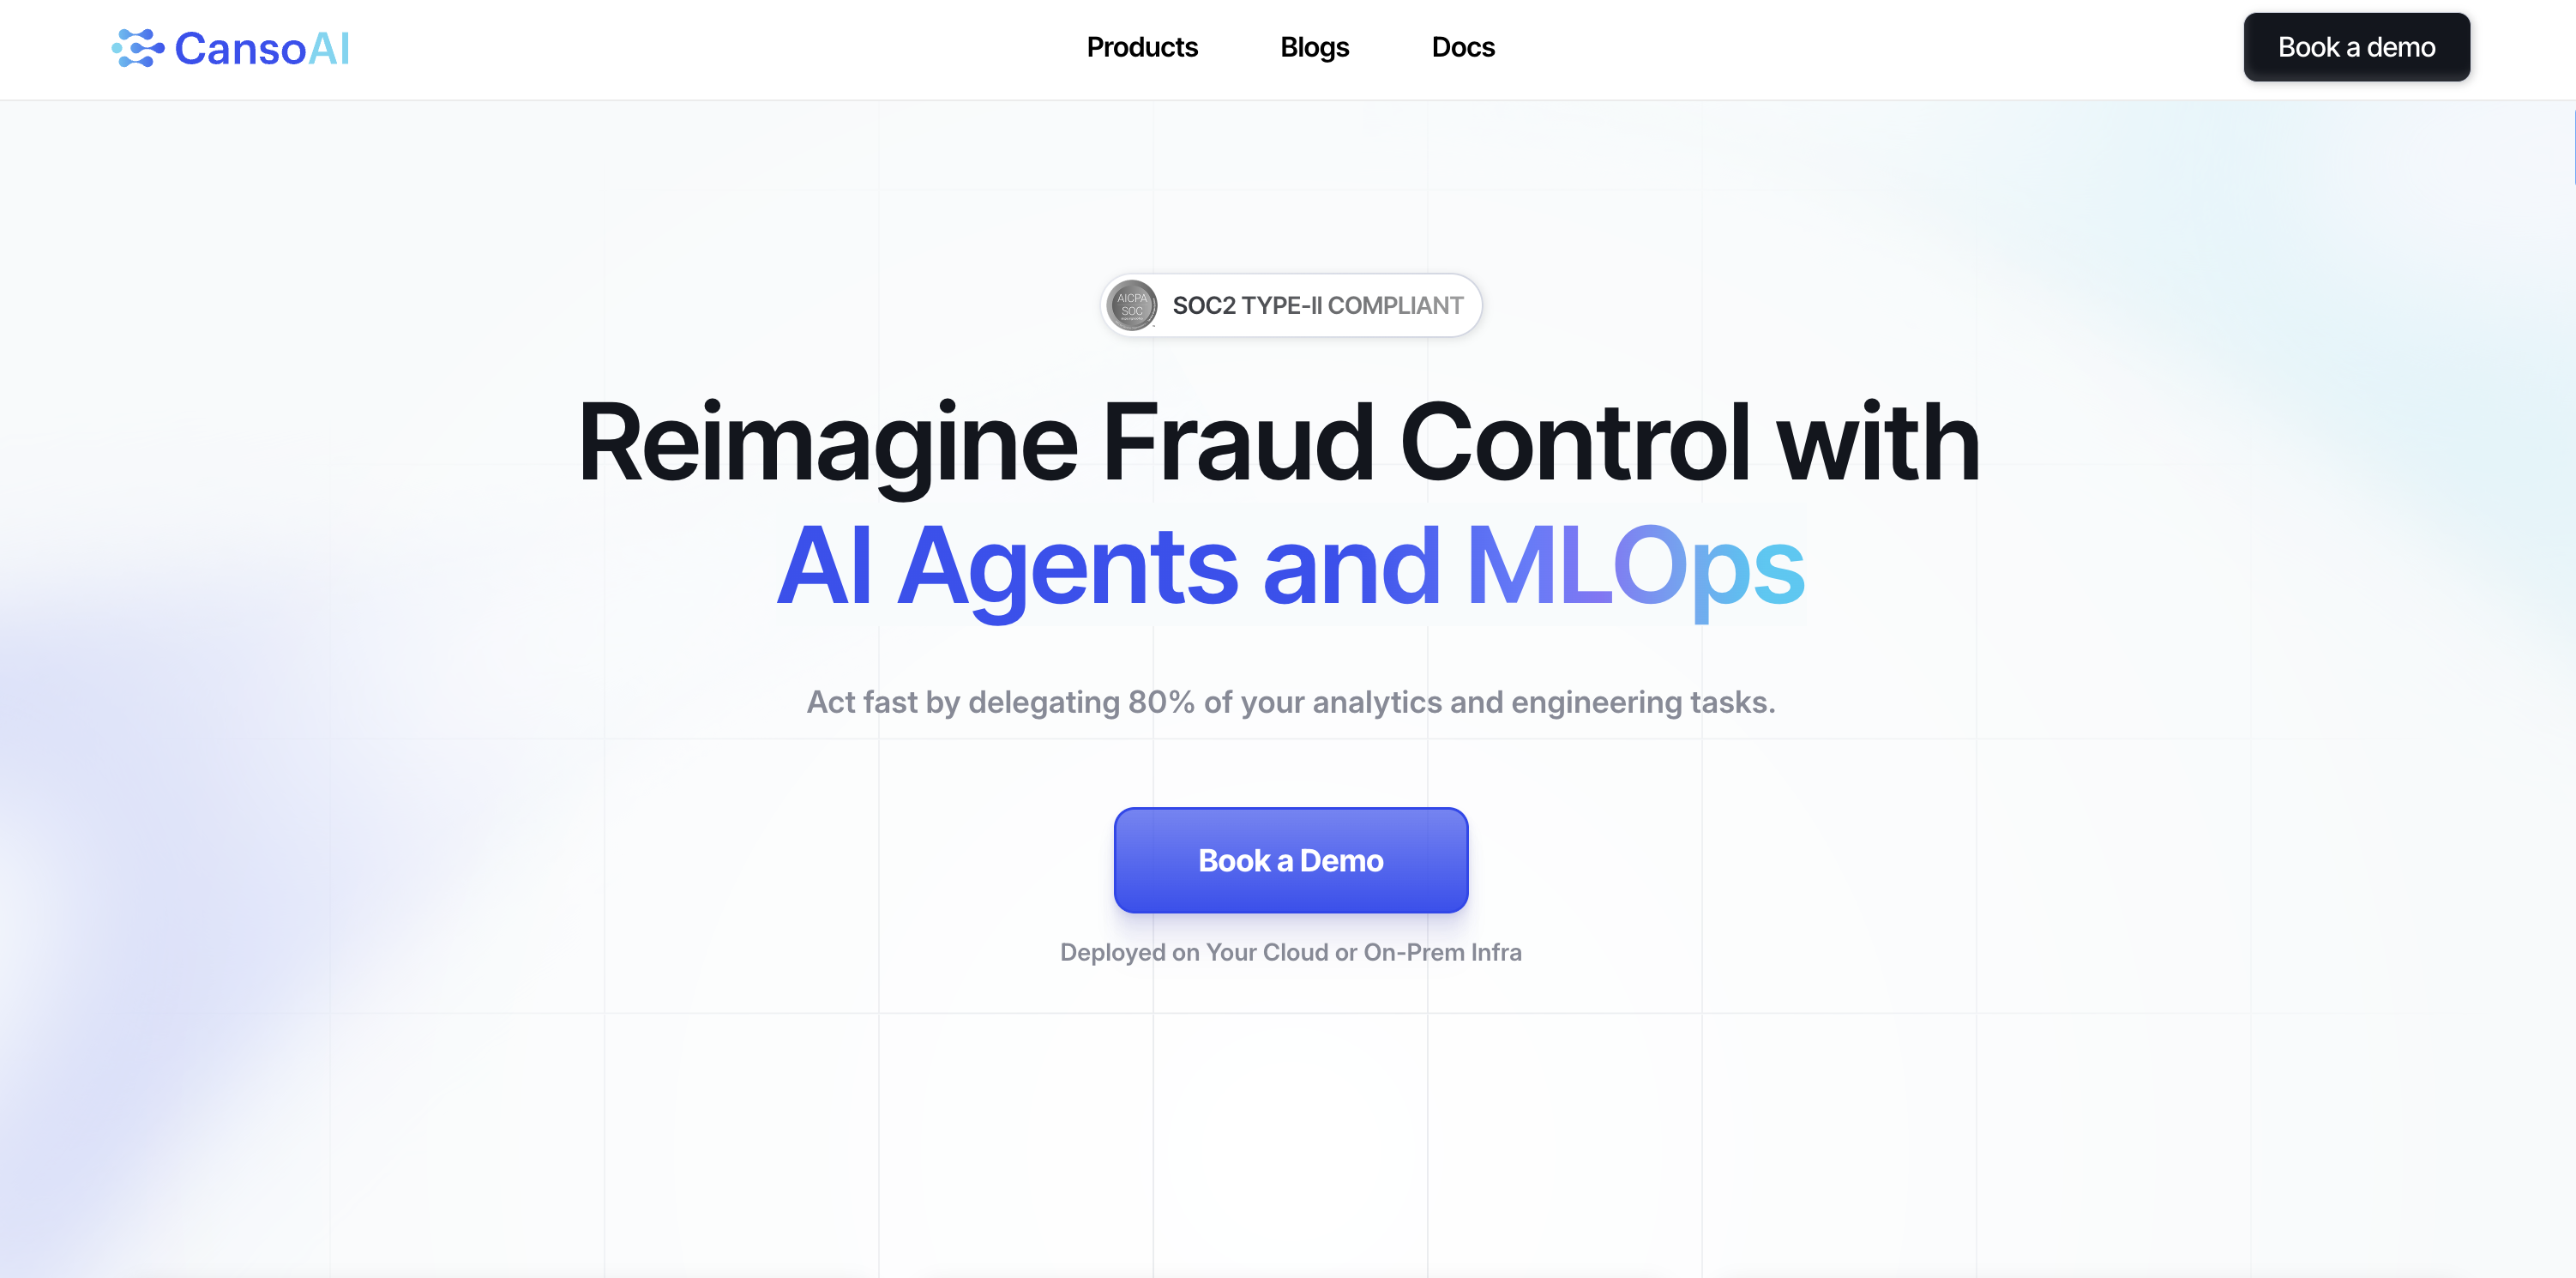 CansoAI
Products
Blogs
Docs
Book a demo
AICPA
SOC
SOC2 TYPE-II COMPLIANT
Reimagine Fraud Control with
AI Agents and MLOps
Act fast by delegating 80% of your analytics and engineering tasks.
Book a Demo
Deployed on Your Cloud or On-Prem Infra